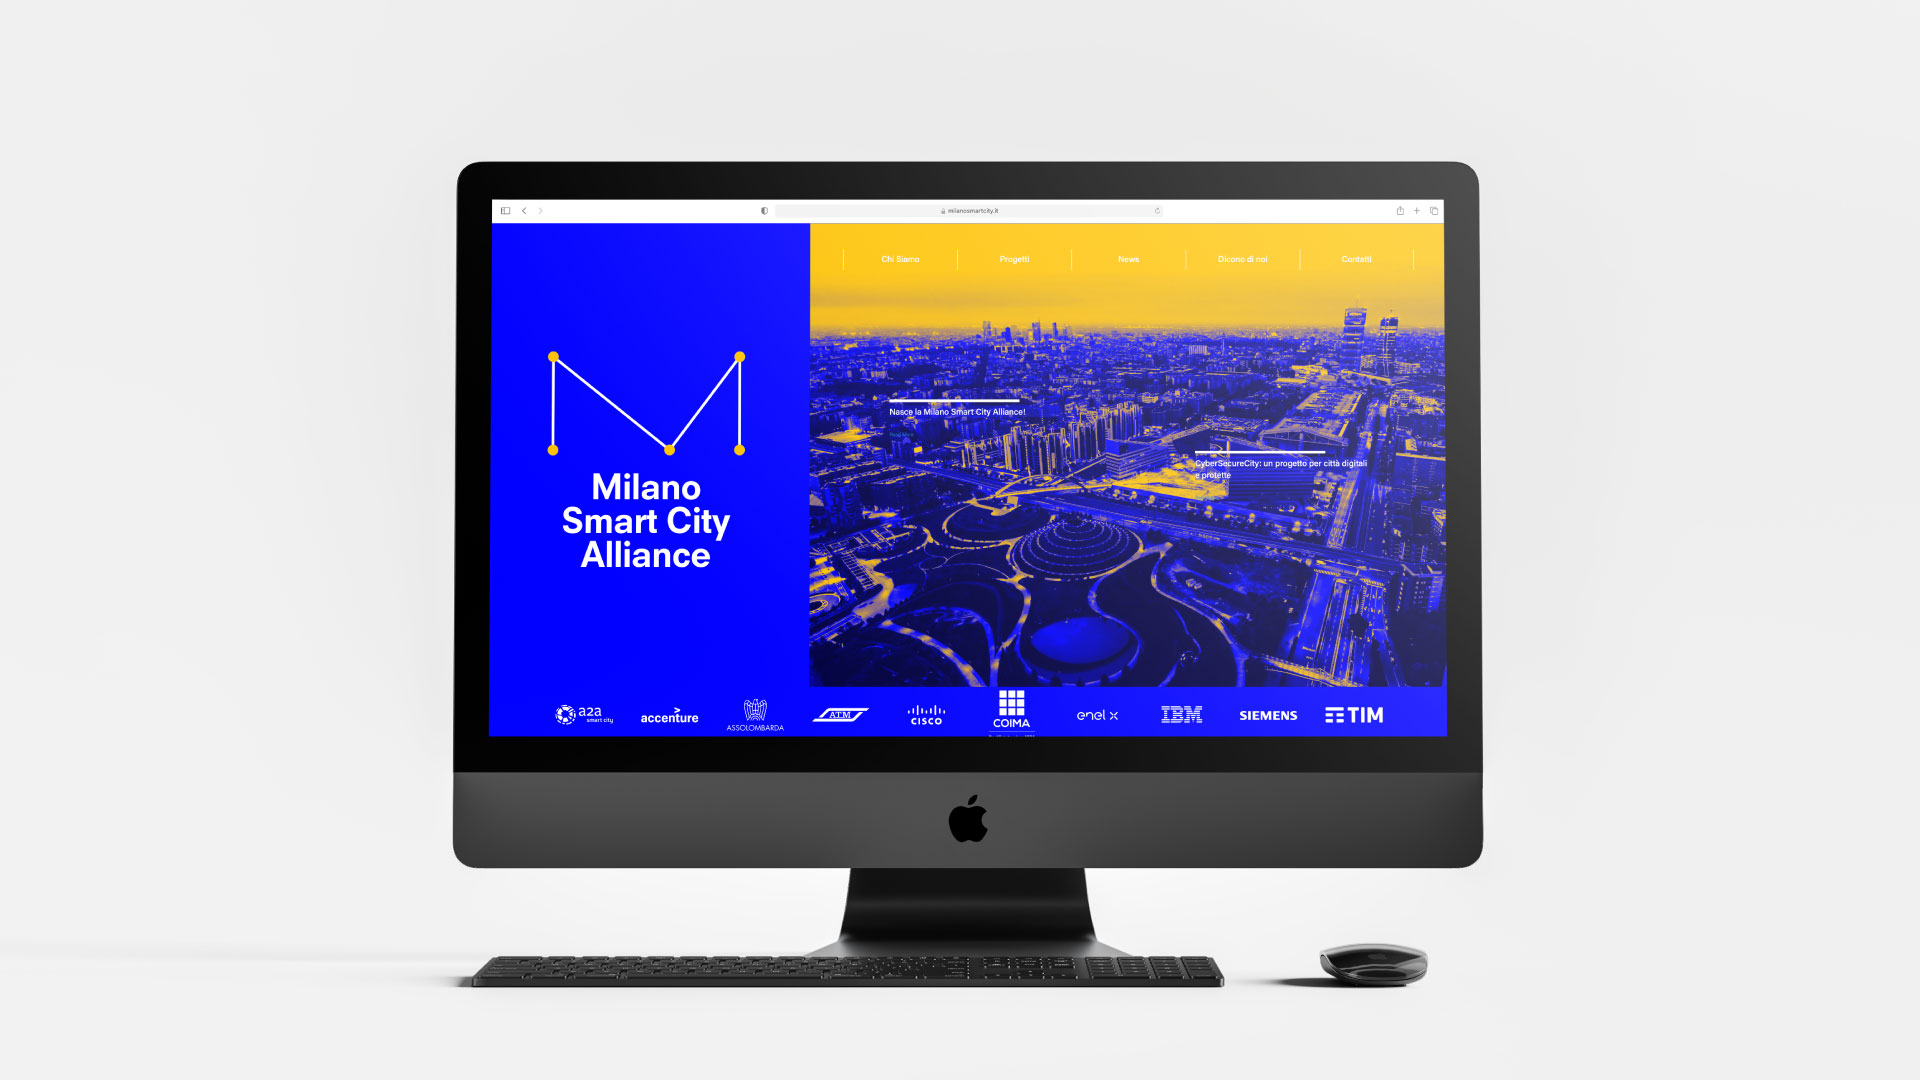 milanosmartcity.it
Chi Siamo
Progetti
News
Dicono di noi
Contatti
Milano
Smart City
Alliance
Nasce la Milano Smart City Alliance!
CyberSecureCity: un progetto per città digitali
e protette
a2a
smart city
accenture
ASSOLOMBARDA
ATM
CISCO
COIMA
enel x
IBM
SIEMENS
TIM